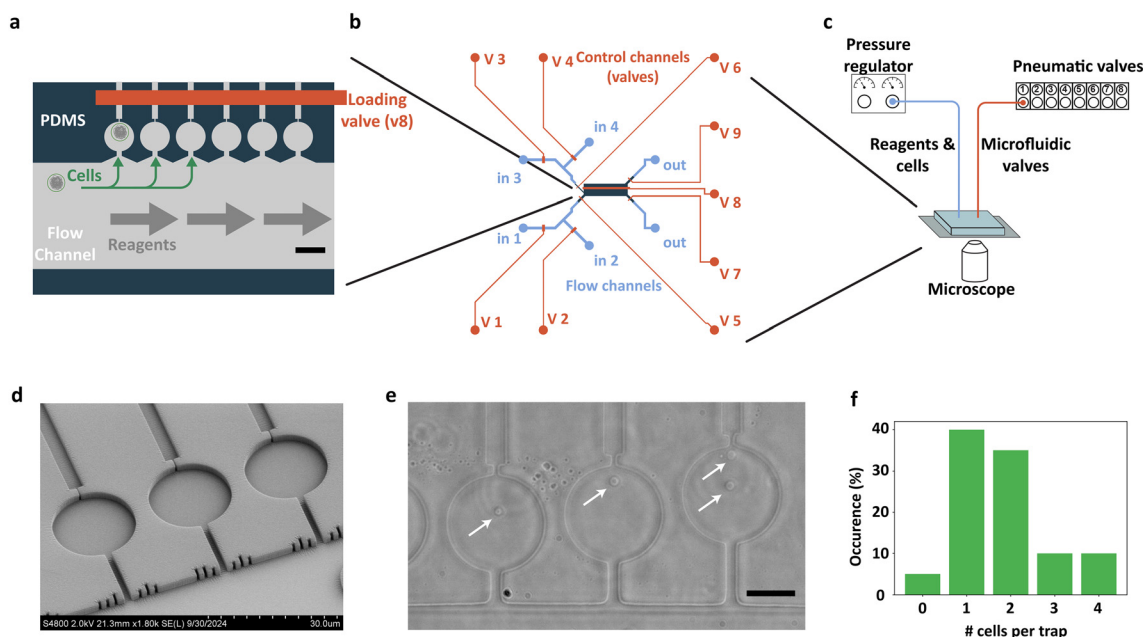 a
PDMS
Loading
valve (v8)
Cells
Flow
Channel
Reagents
b
V 3
V 4
Control channels
(valves)
V 6
in 4
in 3
V 9
out
V 8
in 1
in 2
out
V 7
Flow channels
V 1
V 2
V 5
c
Pressure
regulator
Pneumatic valves
1 2 3 4 5 6 7 8
Reagents &
cells
Microfluidic
valves
Microscope
d
S4800 2.0kV 21.3mm x1.80k SE(L) 9/30/2024
30.0um
e
f
Occurence (%)
40
30
10
0
0 1 2 3 4
# cells per trap